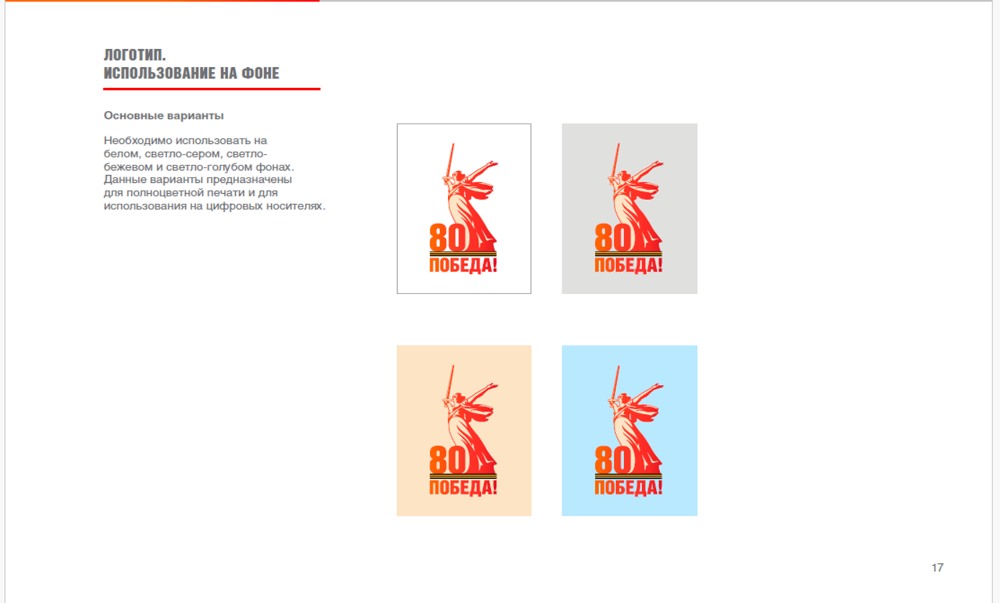 ЛОГОТИП.
ИСПОЛЬЗОВАНИЕ НА ФОНЕ
Основные варианты
Необходимо использовать на
белом, светло-сером, светло-
бежевом и светло-голубом фонах.
Данные варианты предназначены
для полноцветной печати и для
использования на цифровых носителях.
80
ПОБЕДА!
80
ПОБЕДА!
80
ПОБЕДА!
80
ПОБЕДА!
17